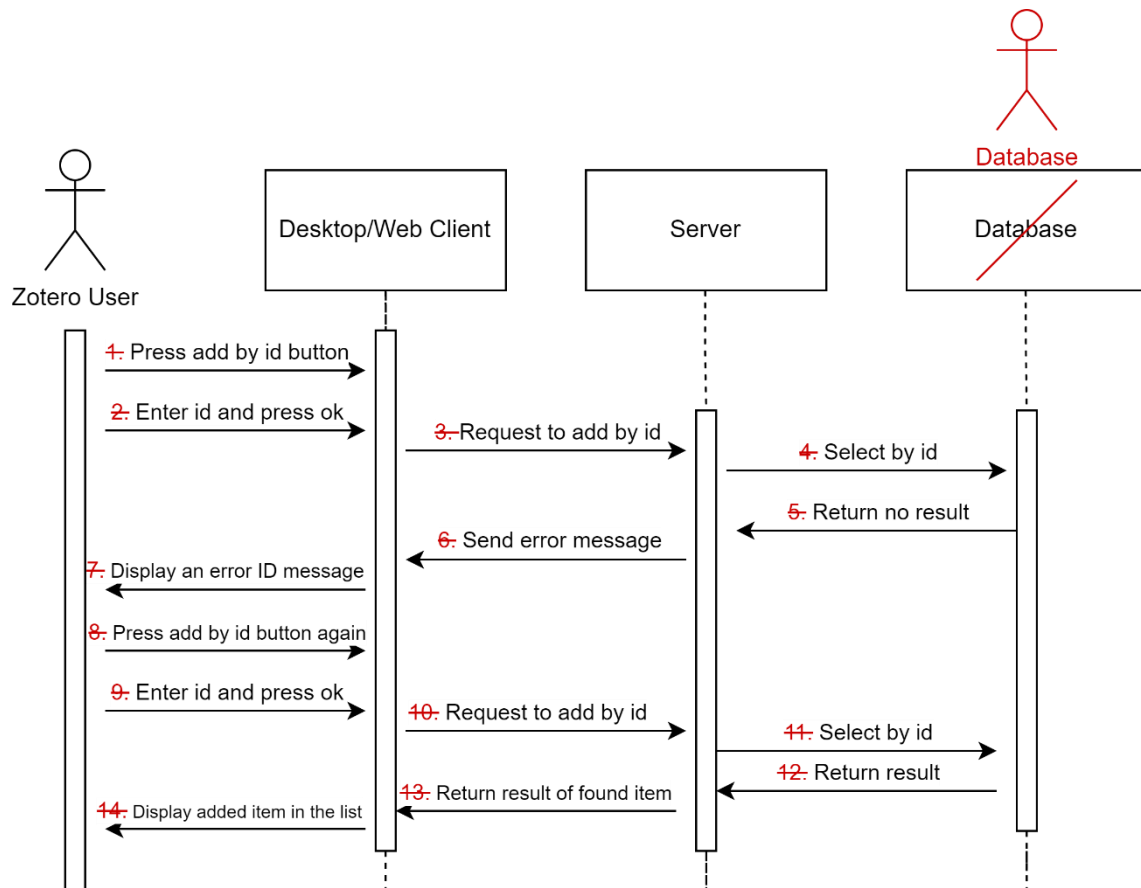 Database
Desktop/Web Client
Server
Database
Zotero User
1. Press add by id button
2. Enter id and press ok
3. Request to add by id
4. Select by id
5. Return no result
6. Send error message
7. Display an error ID message
8. Press add by id button again
9. Enter id and press ok
10. Request to add by id
11. Select by id
12. Return result
13. Return result of found item
14. Display added item in the list